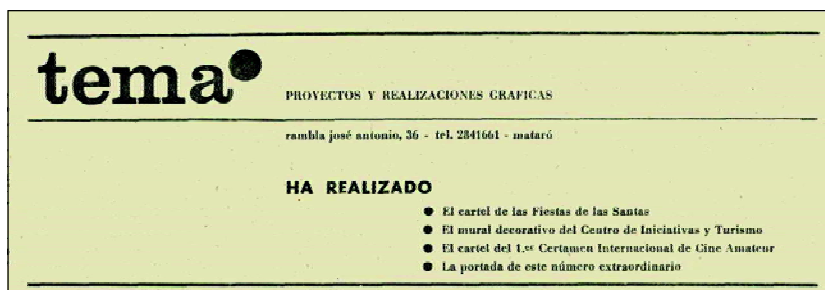 tema
PROYECTOS Y REALIZACIONES GRAFICAS
rambla josé antonio, 36 - tel. 2841661 - mataró
HA REALIZADO
● El cartel de las Fiestas de las Santas
● El mural decorativo del Centro de Iniciativas y Turismo
● El cartel del 1.er Certamen Internacional de Cine Amateur
● La portada de este número extraordinario